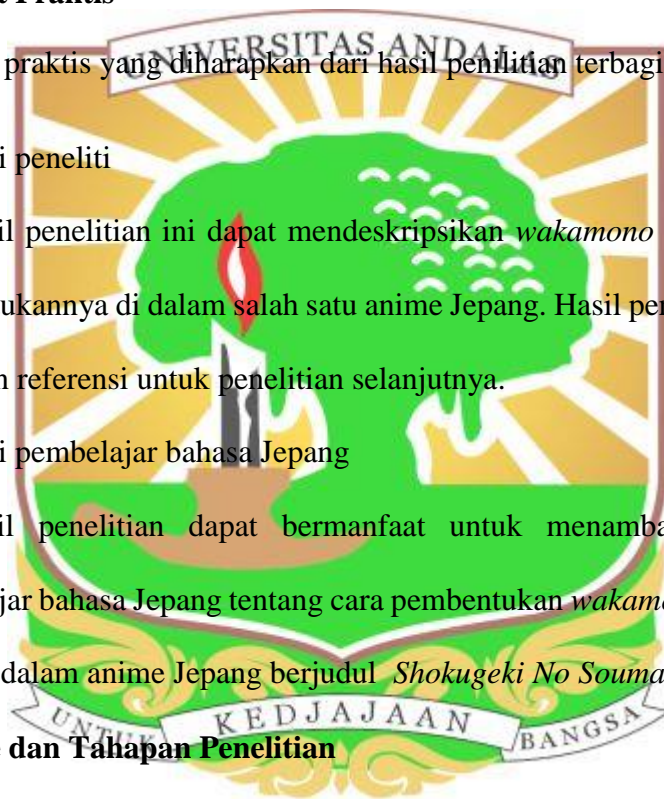 t Praktis
UNIVERSITAS ANDALAS
praktis yang diharapkan dari hasil penilitian terbagi
i peneliti
il penelitian ini dapat mendeskripsikan wakamono
ukannya di dalam salah satu anime Jepang. Hasil pen
n referensi untuk penelitian selanjutnya.
i pembelajar bahasa Jepang
il penelitian dapat bermanfaat untuk menamba
jar bahasa Jepang tentang cara pembentukan wakamo
dalam anime Jepang berjudul Shokugeki No Souma
UNTUK KEDJAJAAN BANGSA
dan Tahapan Penelitian